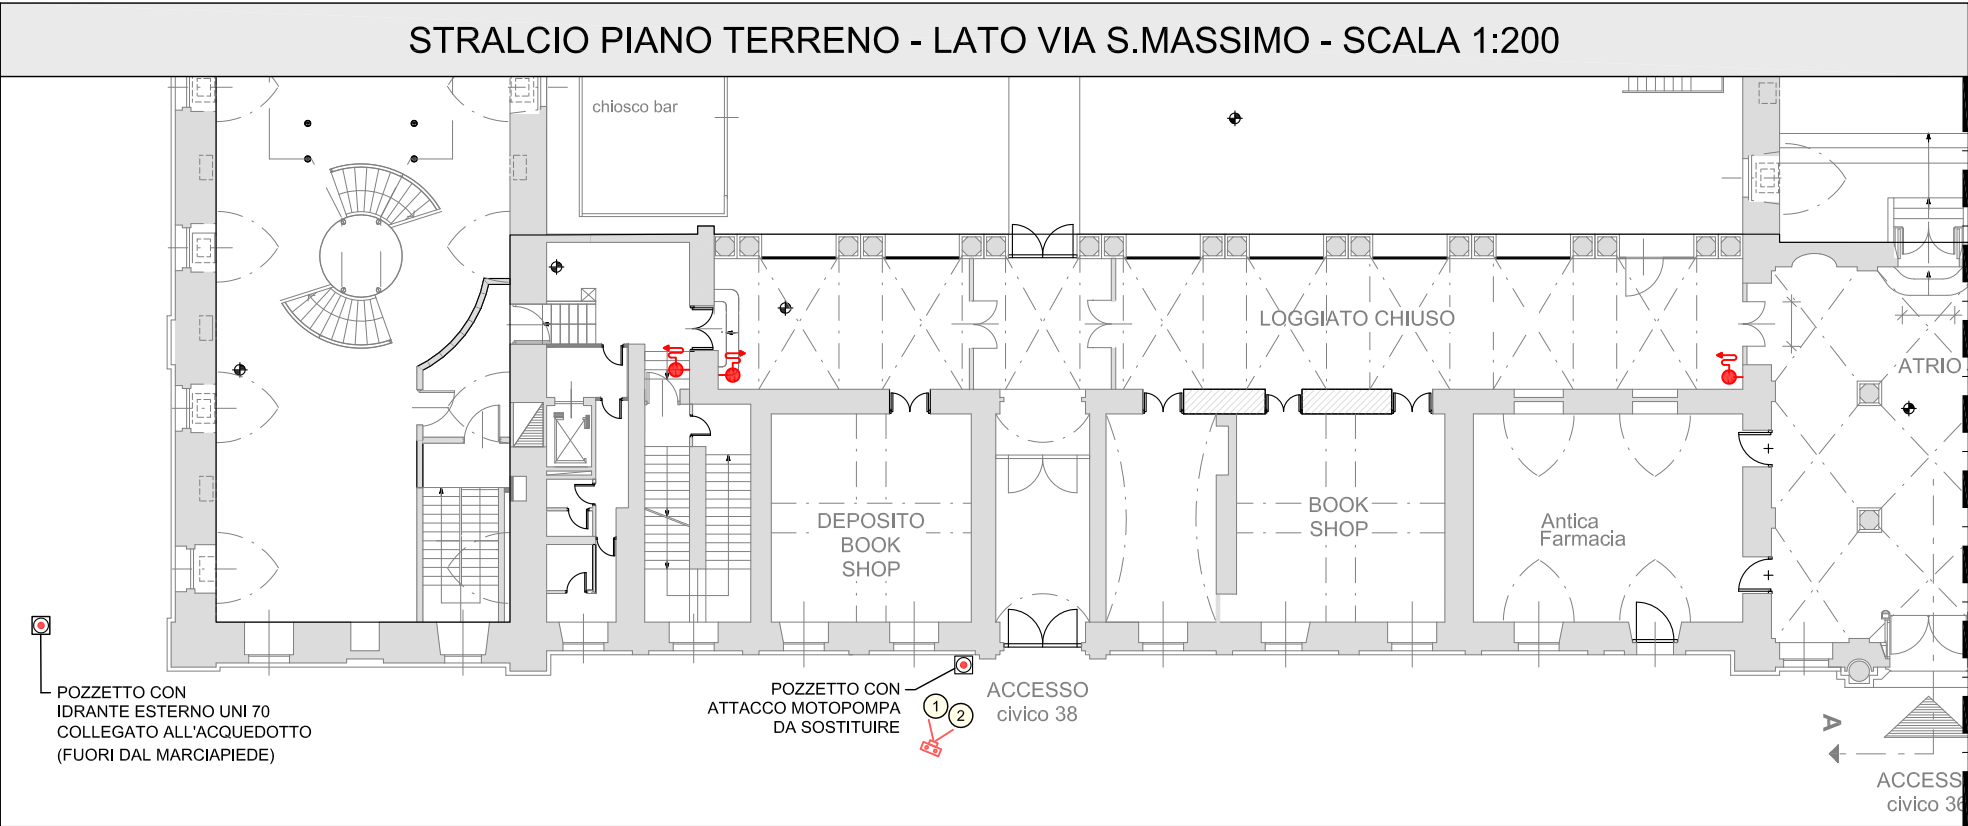 STRALCIO PIANO TERRENO - LATO VIA S.MASSIMO - SCALA 1:200
chiosco bar
LOGGIATO CHIUSO
ATRIO
DEPOSITO
BOOK
SHOP
BOOK
SHOP
Antica
Farmacia
POZZETTO CON
IDRANTE ESTERNO UNI 70
COLLEGATO ALL'ACQUEDOTTO
(FUORI DAL MARCIAPIEDE)
POZZETTO CON
ATTACCO MOTOPOMPA
DA SOSTITUIRE
1
2
ACCESSO
civico 38
A
ACCESS
civico 36